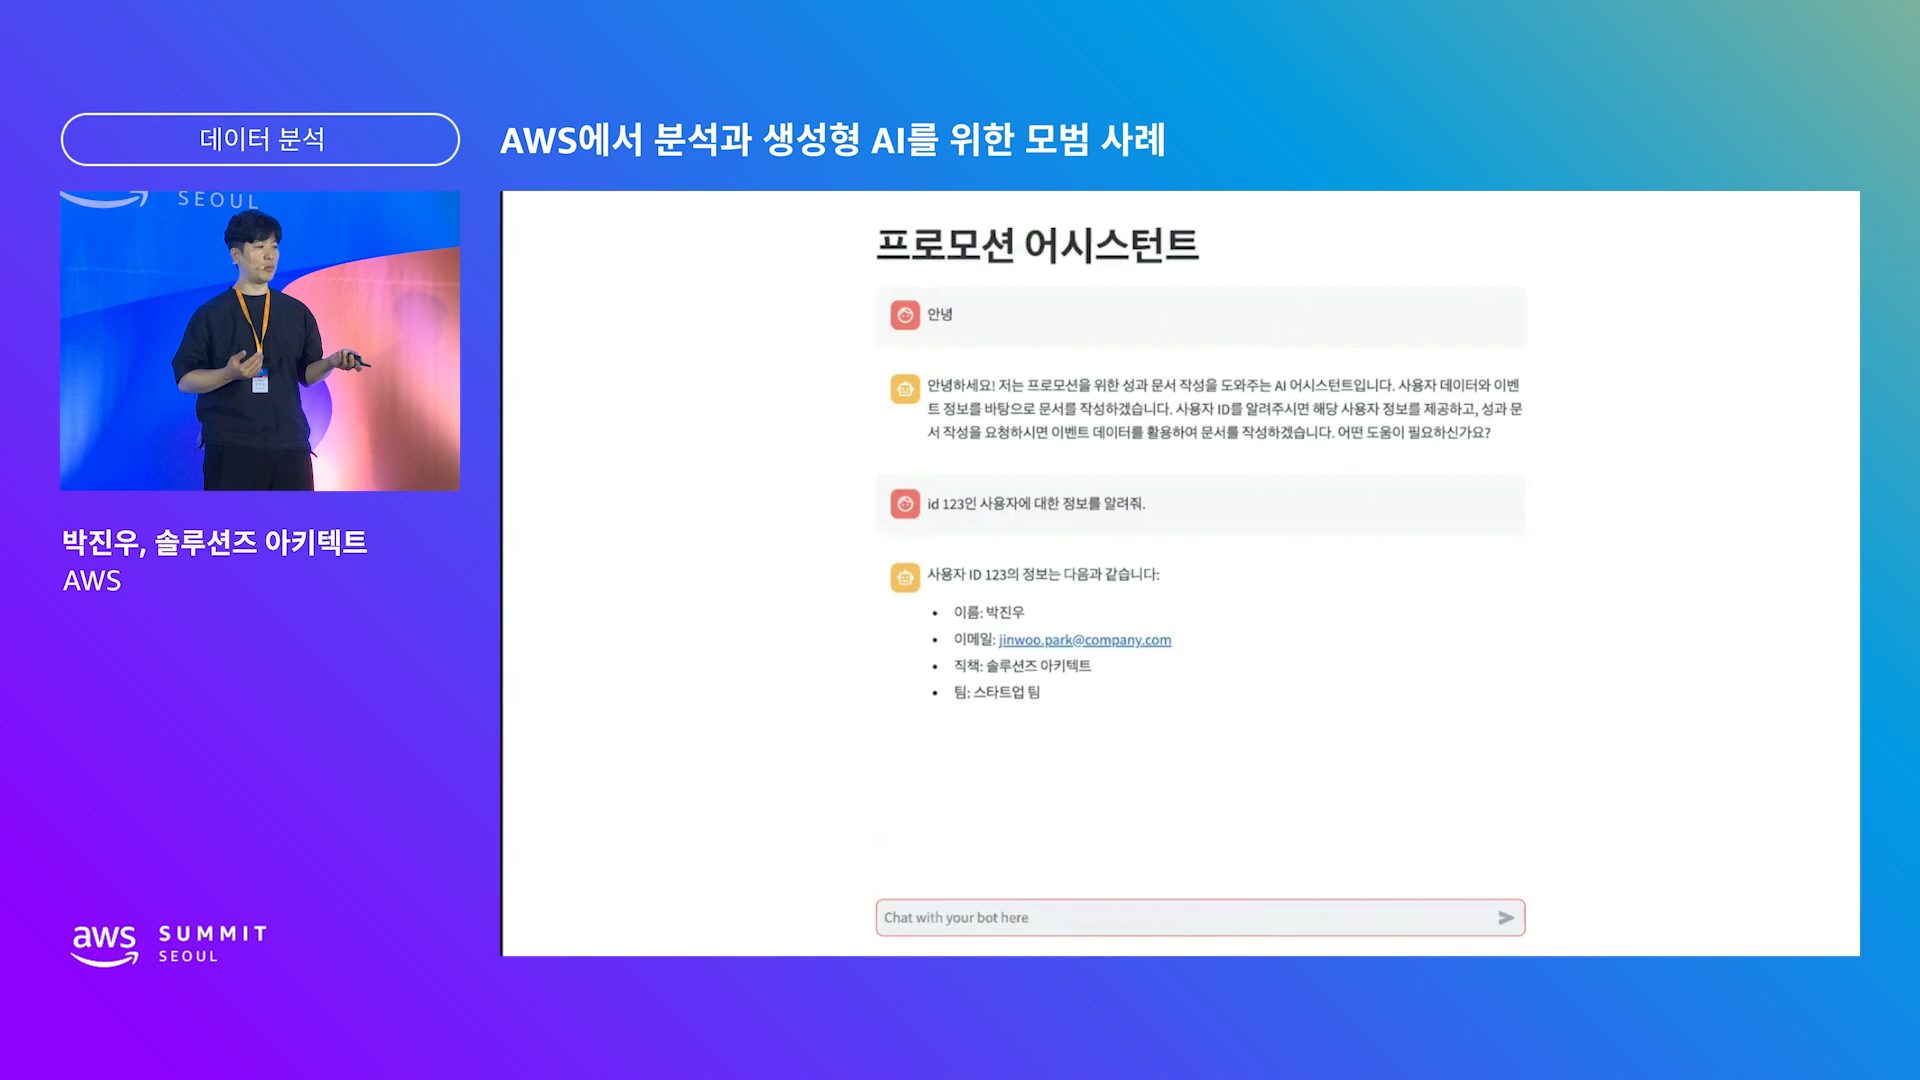 데이터 분석
AWS에서 분석과 생성형 AI를 위한 모범 사례
SEOUL
박진우, 솔루션즈 아키텍트
AWS
aws SUMMIT
SEOUL
프로모션 어시스턴트
안녕
안녕하세요! 저는 프로모션을 위한 성과 문서 작성을 도와주는 AI 어시스턴트입니다. 사용자 데이터와 이벤
트 정보를 바탕으로 문서를 작성하겠습니다. 사용자 ID를 알려주시면 해당 사용자 정보를 제공하고, 성과 문
서 작성을 요청하시면 이벤트 데이터를 활용하여 문서를 작성하겠습니다. 어떤 도움이 필요하신가요?
id 123인 사용자에 대한 정보를 알려줘.
사용자 ID 123의 정보는 다음과 같습니다:
• 이름: 박진우
• 이메일: jinwoo.park@company.com
• 직책: 솔루션즈 아키텍트
• 팀: 스타트업 팀
Chat with your bot here